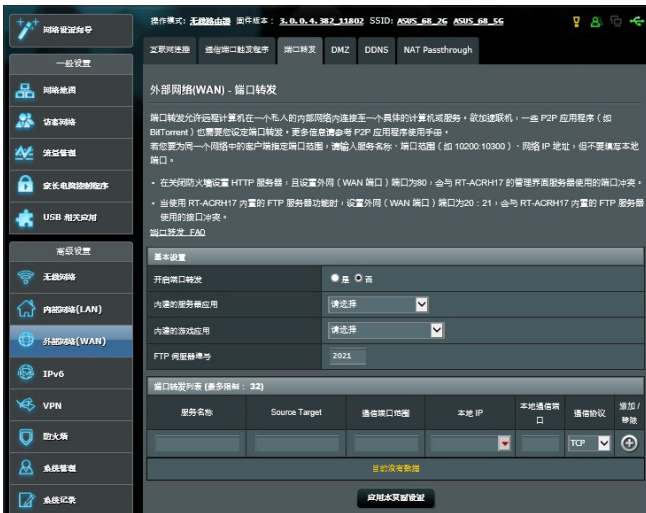 网络设置向导
操作模式: 无线路由器 固件版本: 3.0.0.4.382_11802 SSID: ASUS_68_2G ASUS_68_5G
互联网连接 通信端口触发程序 端口转发 DMZ DDNS NAT Passthrough
一般设置
网络地图
访客网络
流量管理
家长电脑控制程序
USB 相关应用
高级设置
无线网络
内部网络(LAN)
外部网络(WAN)
IPv6
VPN
防火墙
系统管理
系统记录
外部网络(WAN) - 端口转发
端口转发允许远程计算机在一个私人的内部网络内连接至一个具体的计算机或服务。欲加速联机,一些 P2P 应用程序(如
BitTorrent)也需要您设定端口转发。更多信息请参考 P2P 应用程序使用手册。
若您要为同一个网络中的客户端指定端口范围,请输入服务名称、端口范围(如 10200:10300)、网络 IP 地址,但不要填写本地
端口。
• 在关闭防火墙设置 HTTP 服务器,且设置外网(WAN 端口)端口为80,会与 RT-ACRH17 的管理界面服务器使用的端口冲突。
• 当使用 RT-ACRH17 内置的 FTP 服务器功能时,设置外网(WAN 端口)端口为20:21,会与 RT-ACRH17 内置的 FTP 服务器
使用的接口冲突。
端口转发 FAQ
基本设置
开启端口转发 是 否
内建的服务器应用 请选择
内建的游戏应用 请选择
FTP 伺服器埠号 2021
端口转发列表 (最多限制: 32)
服务名称 Source Target 通信端口范围 本地 IP 本地通信端口 通信协议 增加/移除
TCP
目前没有数据
应用本页面设置